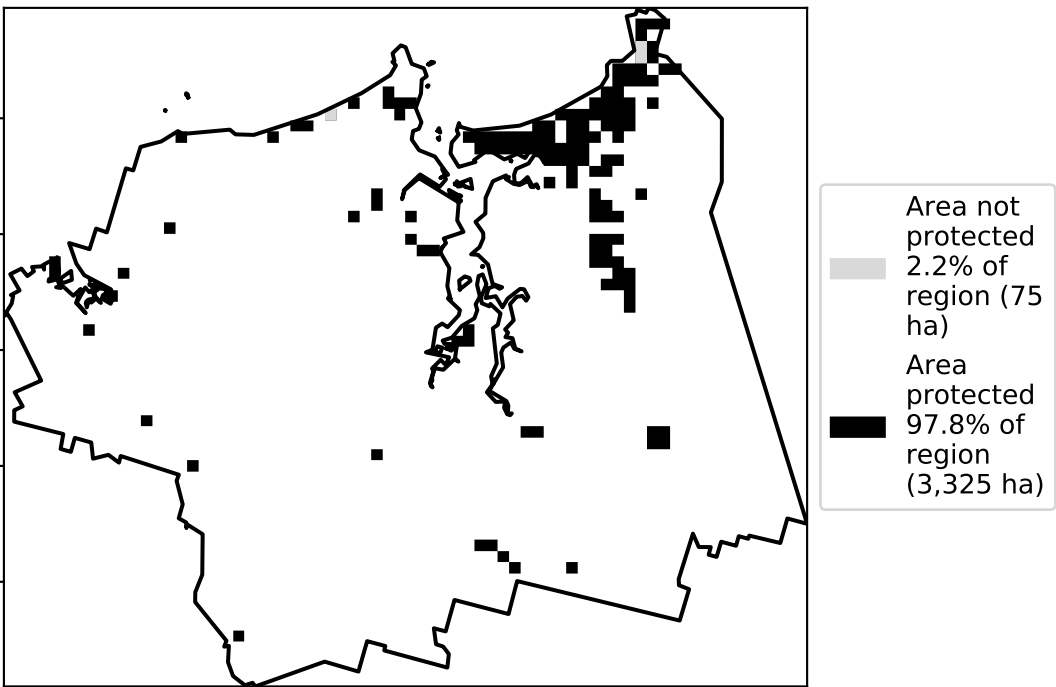 Area not
protected
2.2% of
region (75
ha)
Area
protected
97.8% of
region
(3,325 ha)